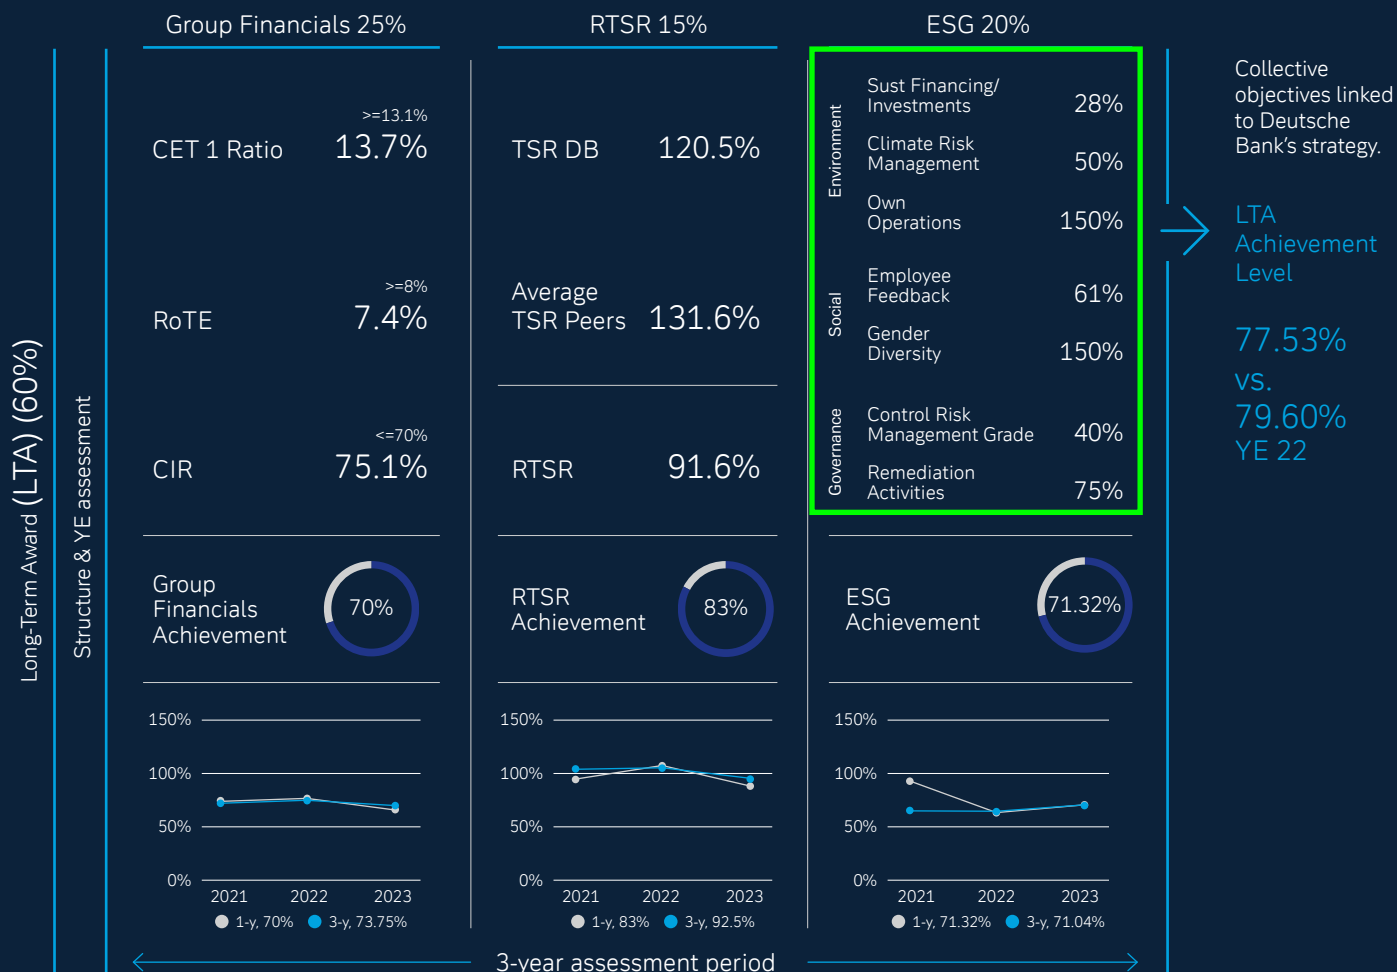 Long-Term Award (LTA) (60%)
Structure & YE assessment
Group Financials 25%
>=13.1%
CET 1 Ratio 13.7%
>=8%
RoTE 7.4%
<=70%
CIR 75.1%
Group
Financials
Achievement
70%
150%
100%
50%
0%
2021 2022 2023
1-y, 70% 3-y, 73.75%
RTSR 15%
TSR DB 120.5%
Average
TSR Peers 131.6%
RTSR 91.6%
RTSR
Achievement
83%
150%
100%
50%
0%
2021 2022 2023
1-y, 83% 3-y, 92.5%
ESG 20%
Environment
Sust Financing/
Investments 28%
Climate Risk
Management 50%
Own
Operations 150%
Social
Employee
Feedback 61%
Gender
Diversity 150%
Governance
Control Risk
Management Grade 40%
Remediation
Activities 75%
ESG
Achievement
71.32%
150%
100%
50%
0%
2021 2022 2023
1-y, 71.32% 3-y, 71.04%
3-year assessment period
Collective
objectives linked
to Deutsche
Bank’s strategy.
LTA
Achievement
Level
77.53%
vs.
79.60%
YE 22